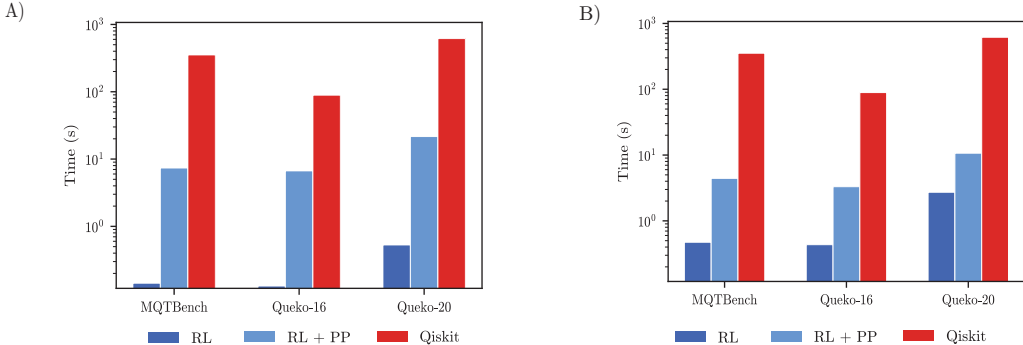 A)
Time (s)
10³
10²
10¹
10⁰
MQTBench
Queko-16
Queko-20
RL
RL + PP
Qiskit
B)
Time (s)
10³
10²
10¹
10⁰
MQTBench
Queko-16
Queko-20
RL
RL + PP
Qiskit